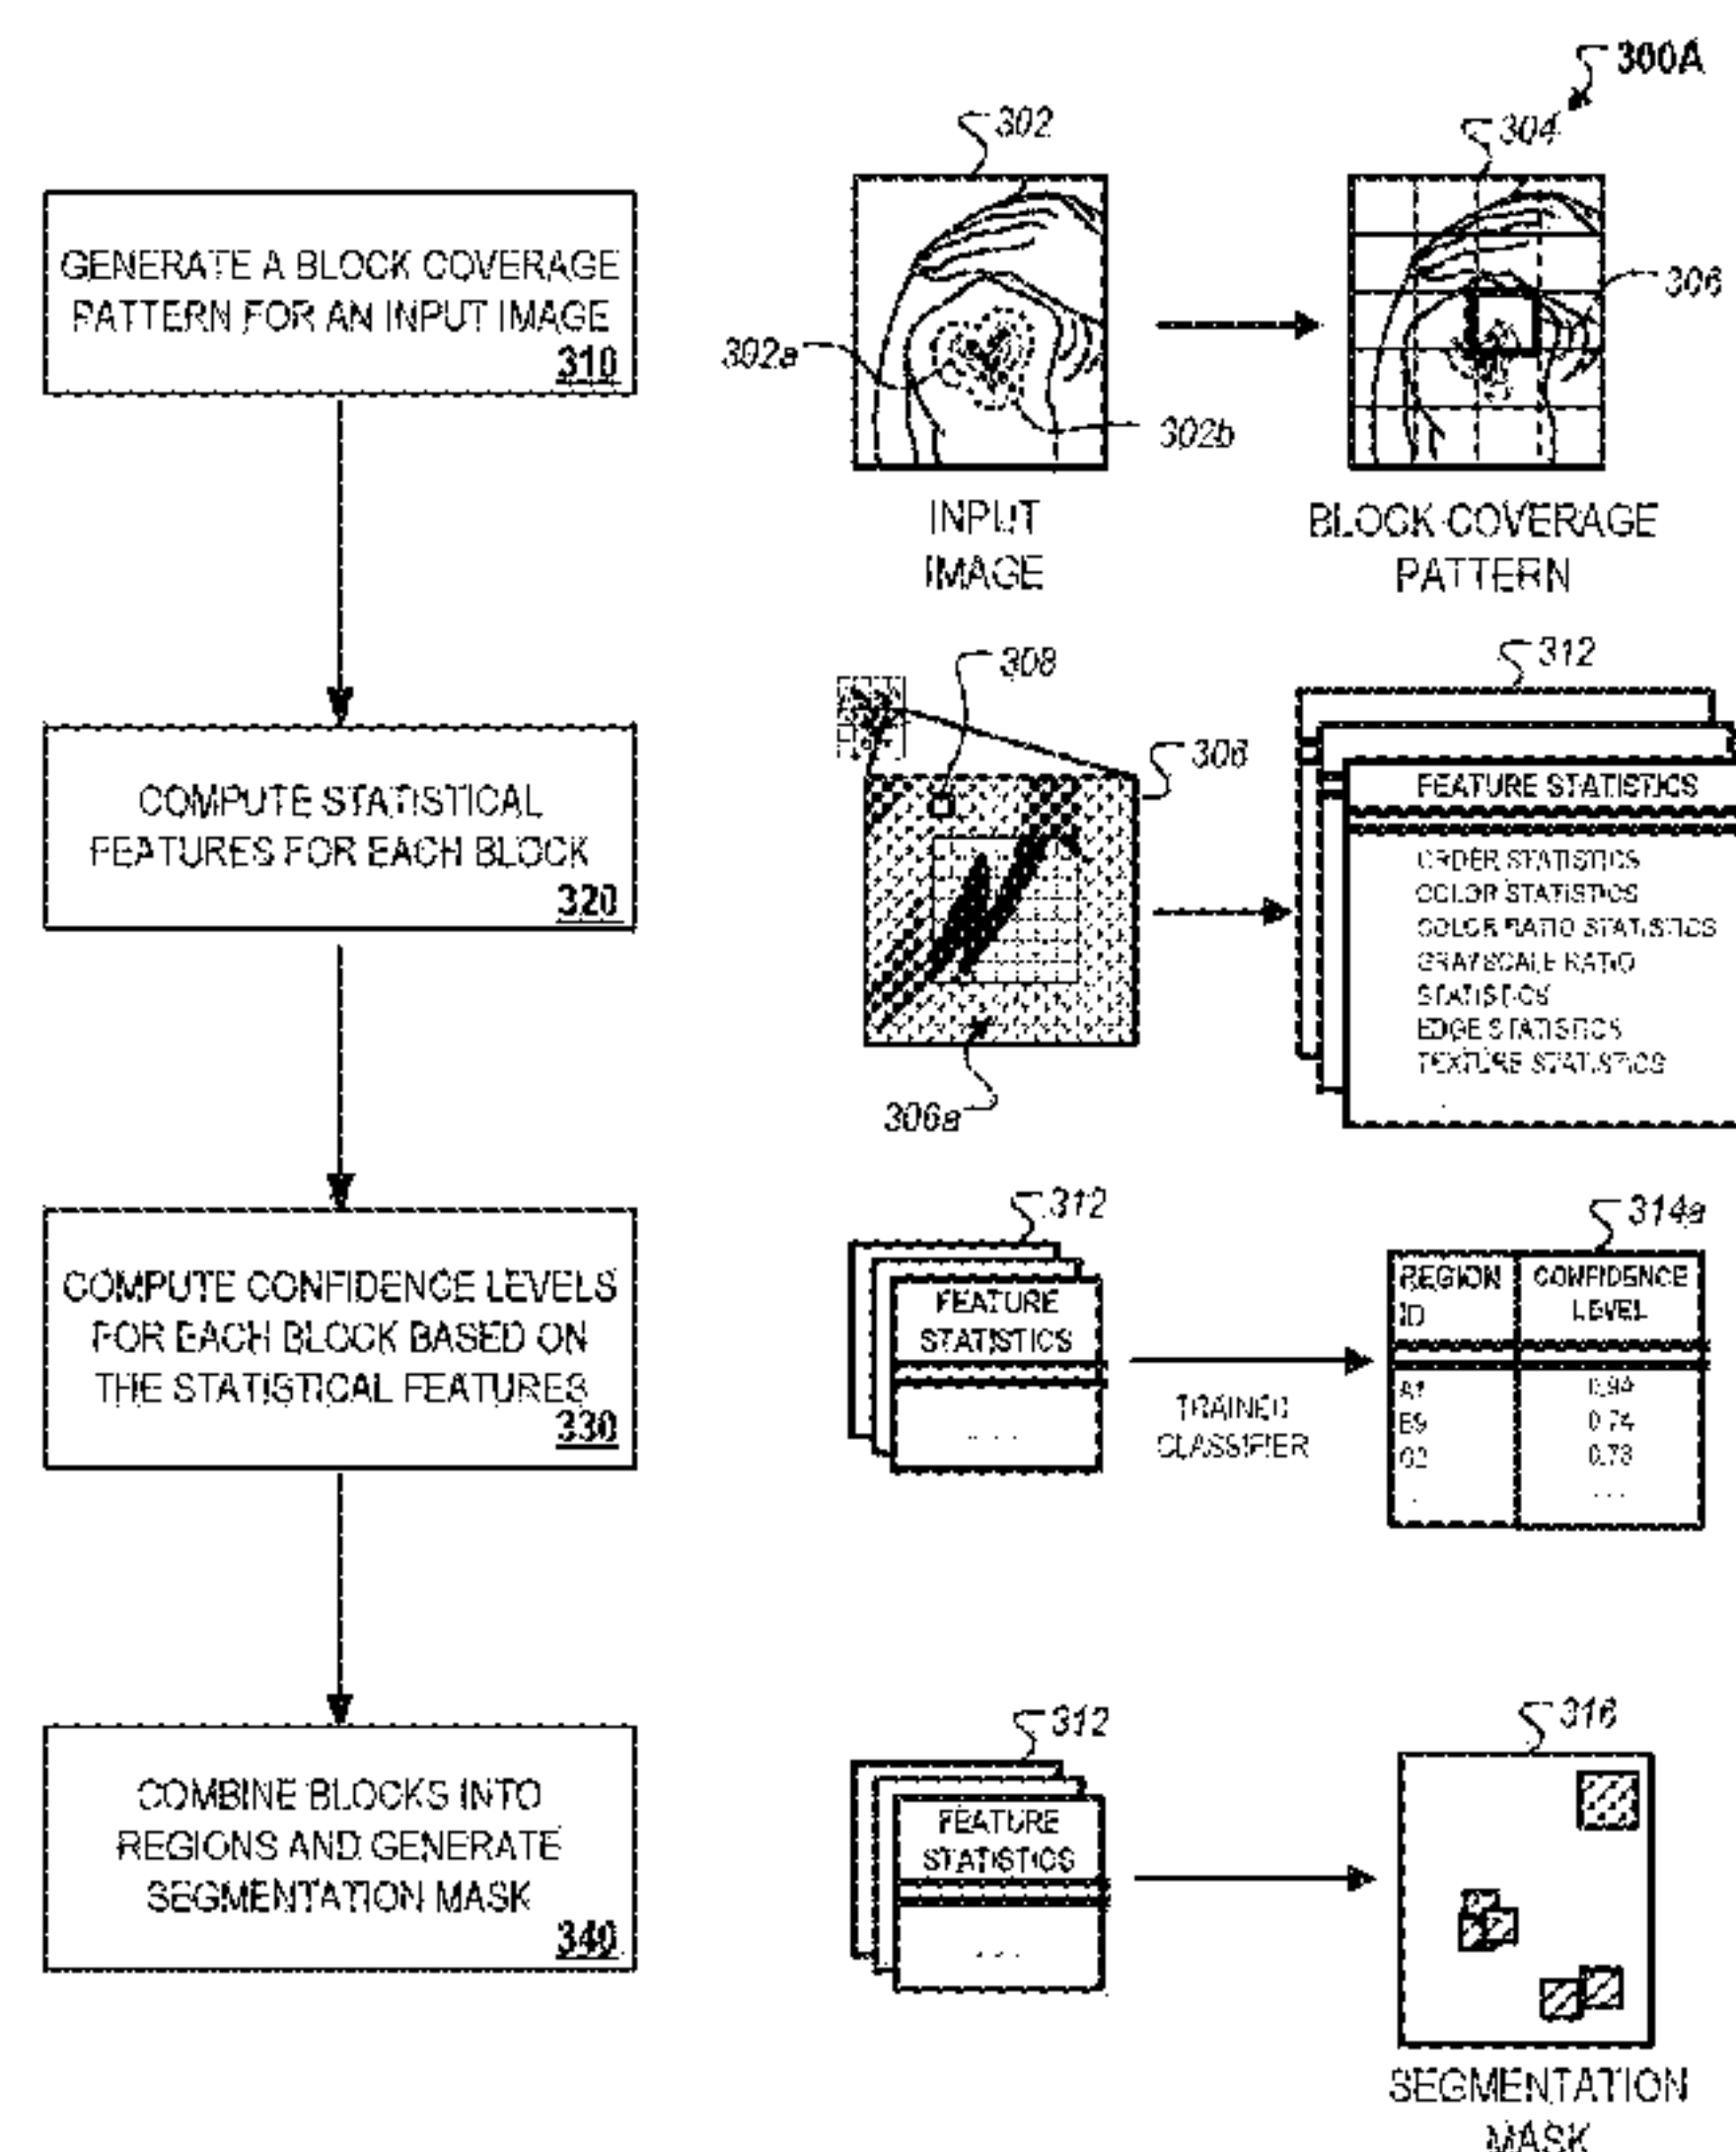 300A
302
304
GENERATE A BLOCK COVERAGE
PATTERN FOR AN INPUT IMAGE
310
306
302a
302b
INPUT
IMAGE
BLOCK COVERAGE
PATTERN
308
312
306
COMPUTE STATISTICAL
FEATURES FOR EACH BLOCK
320
FEATURE STATISTICS
ORDER STATISTICS
COLOR STATISTICS
COLOR RATIO STATISTICS
GRAYSCALE RATIO
STATISTICS
EDGE STATISTICS
TEXTURE STATISTICS
306a
312
314a
COMPUTE CONFIDENCE LEVELS
FOR EACH BLOCK BASED ON
THE STATISTICAL FEATURES
330
FEATURE
STATISTICS
. . .
TRAINED
CLASSIFIER
REGION
ID
CONFIDENCE
LEVEL
A1 0.94
B9 0.74
0.73
. . .
312
316
COMBINE BLOCKS INTO
REGIONS AND GENERATE
SEGMENTATION MASK
340
FEATURE
STATISTICS
. . .
SEGMENTATION
MASK